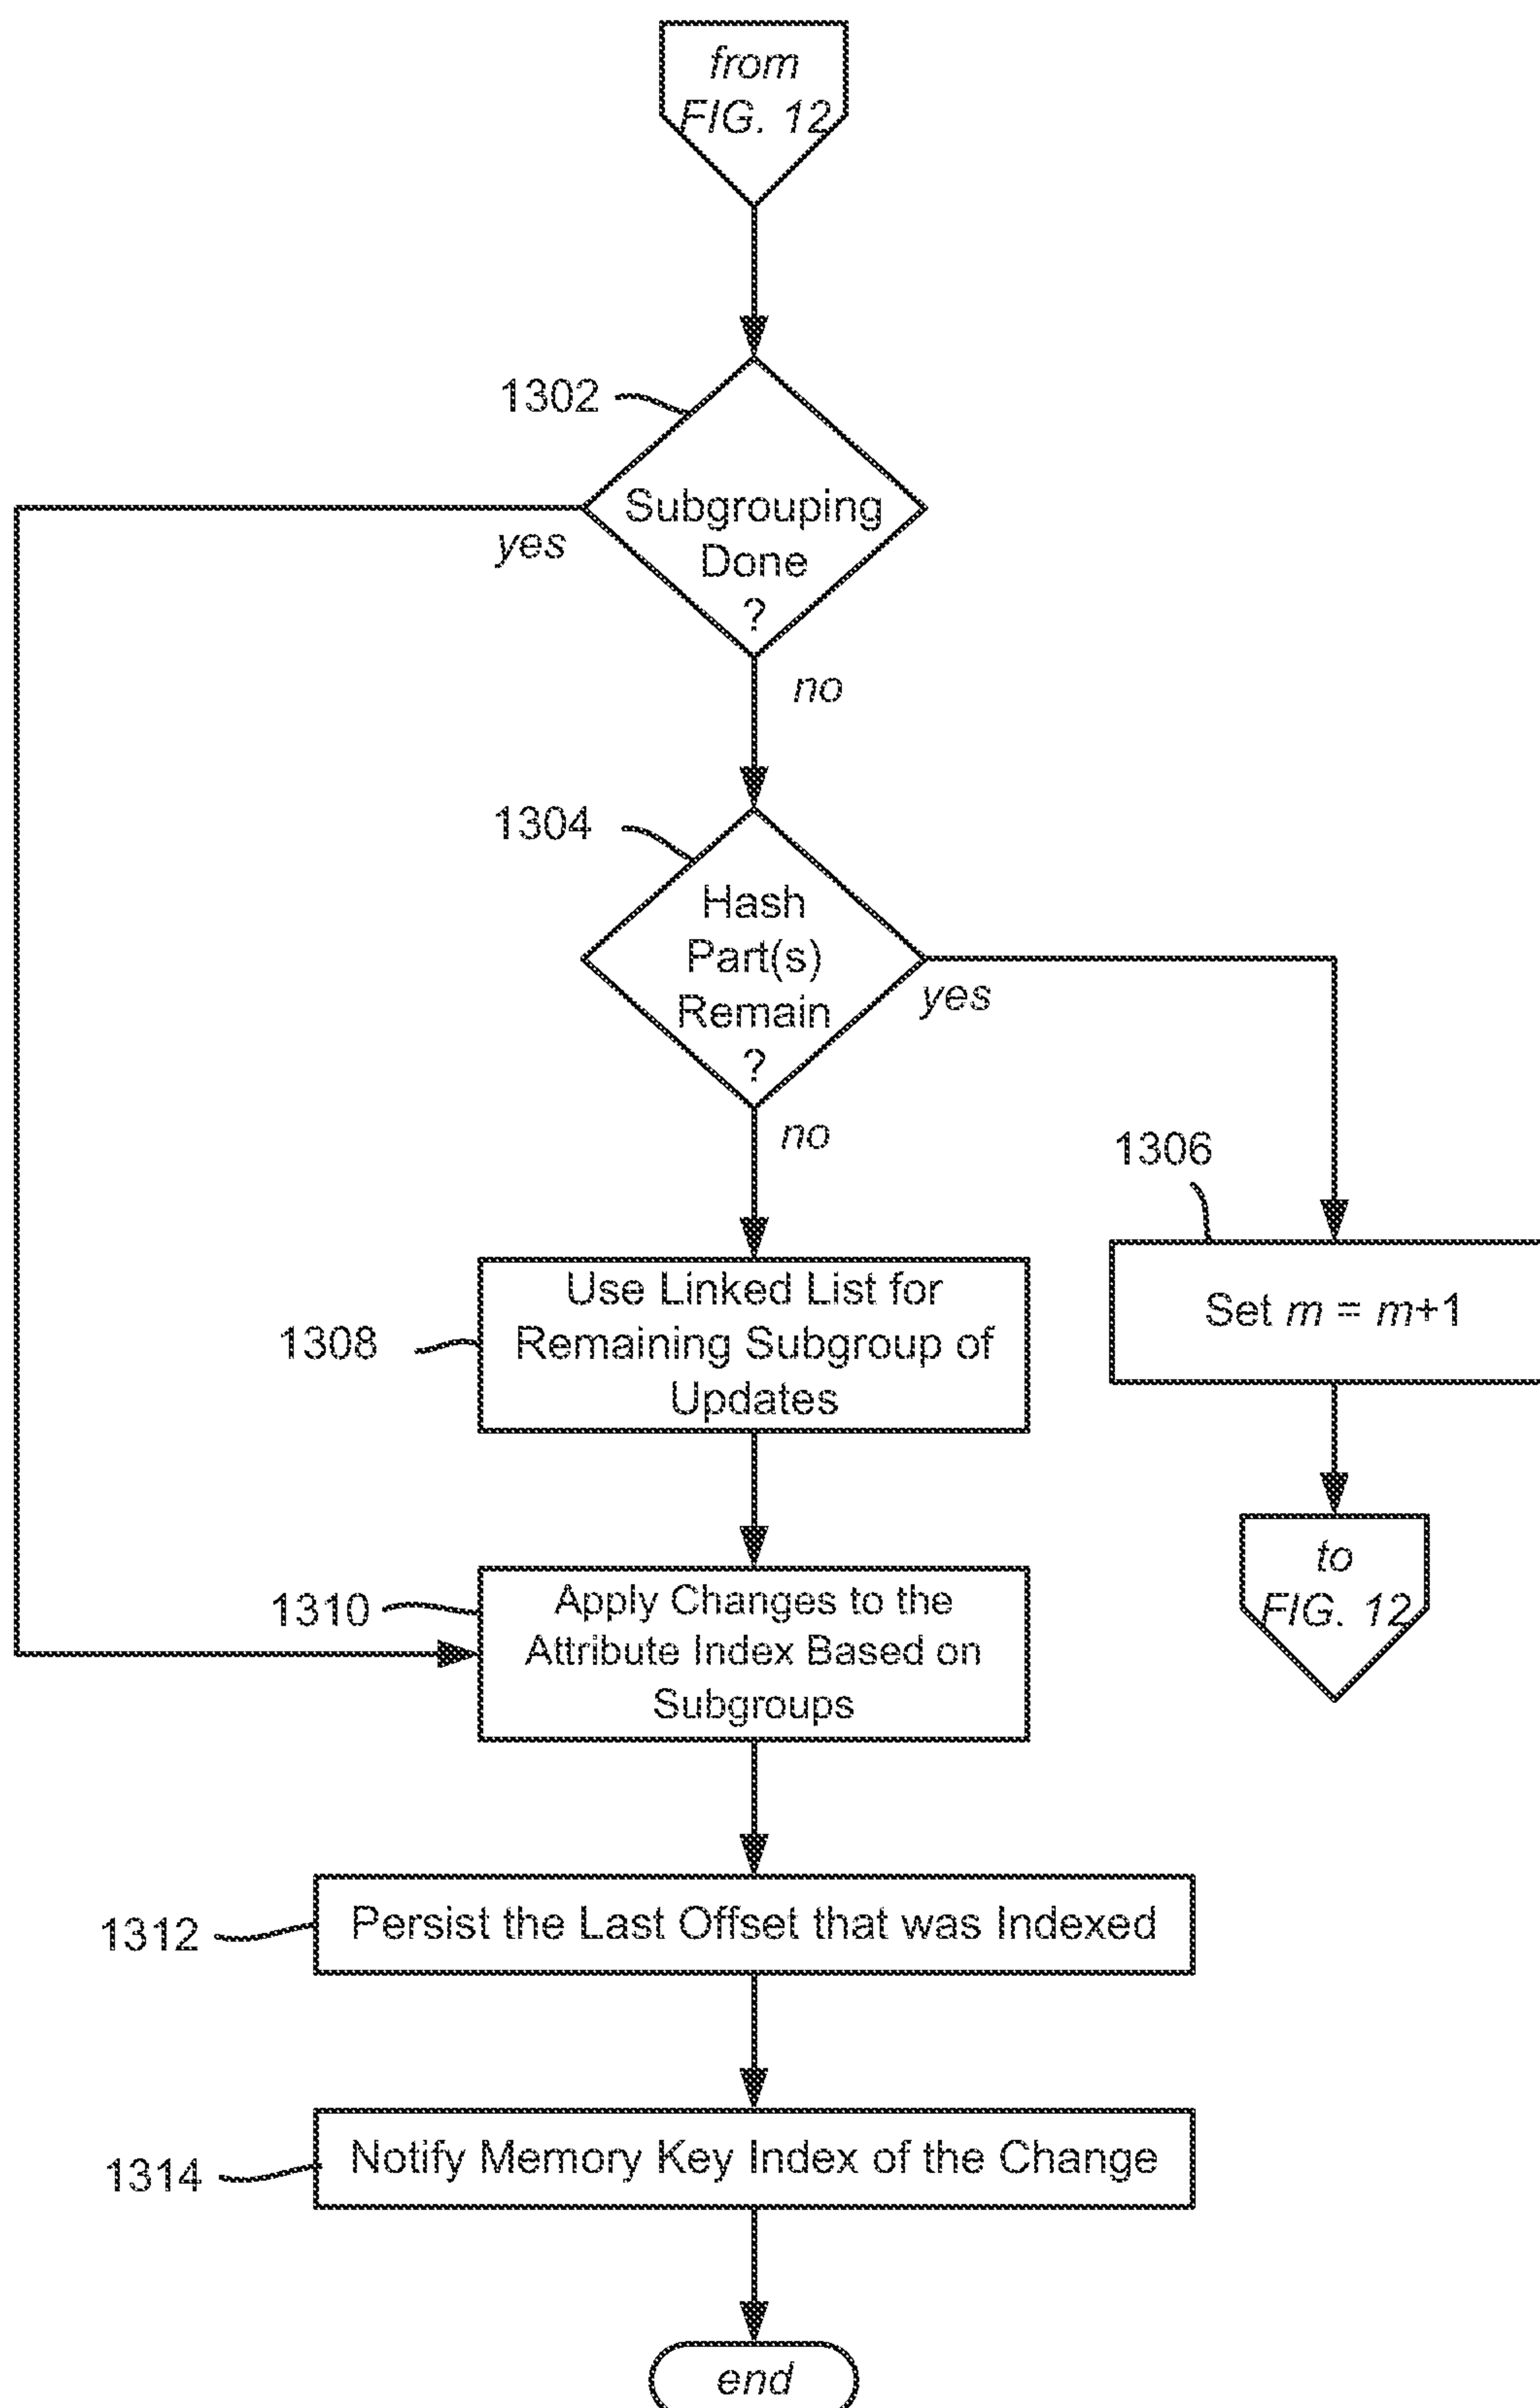 from
FIG. 12
1302
Subgrouping
Done
?
yes
no
1304
Hash
Part(s)
Remain
?
yes
no
1306
Set m = m+1
to
FIG. 12
1308
Use Linked List for
Remaining Subgroup of
Updates
1310
Apply Changes to the
Attribute Index Based on
Subgroups
1312
Persist the Last Offset that was Indexed
1314
Notify Memory Key Index of the Change
end